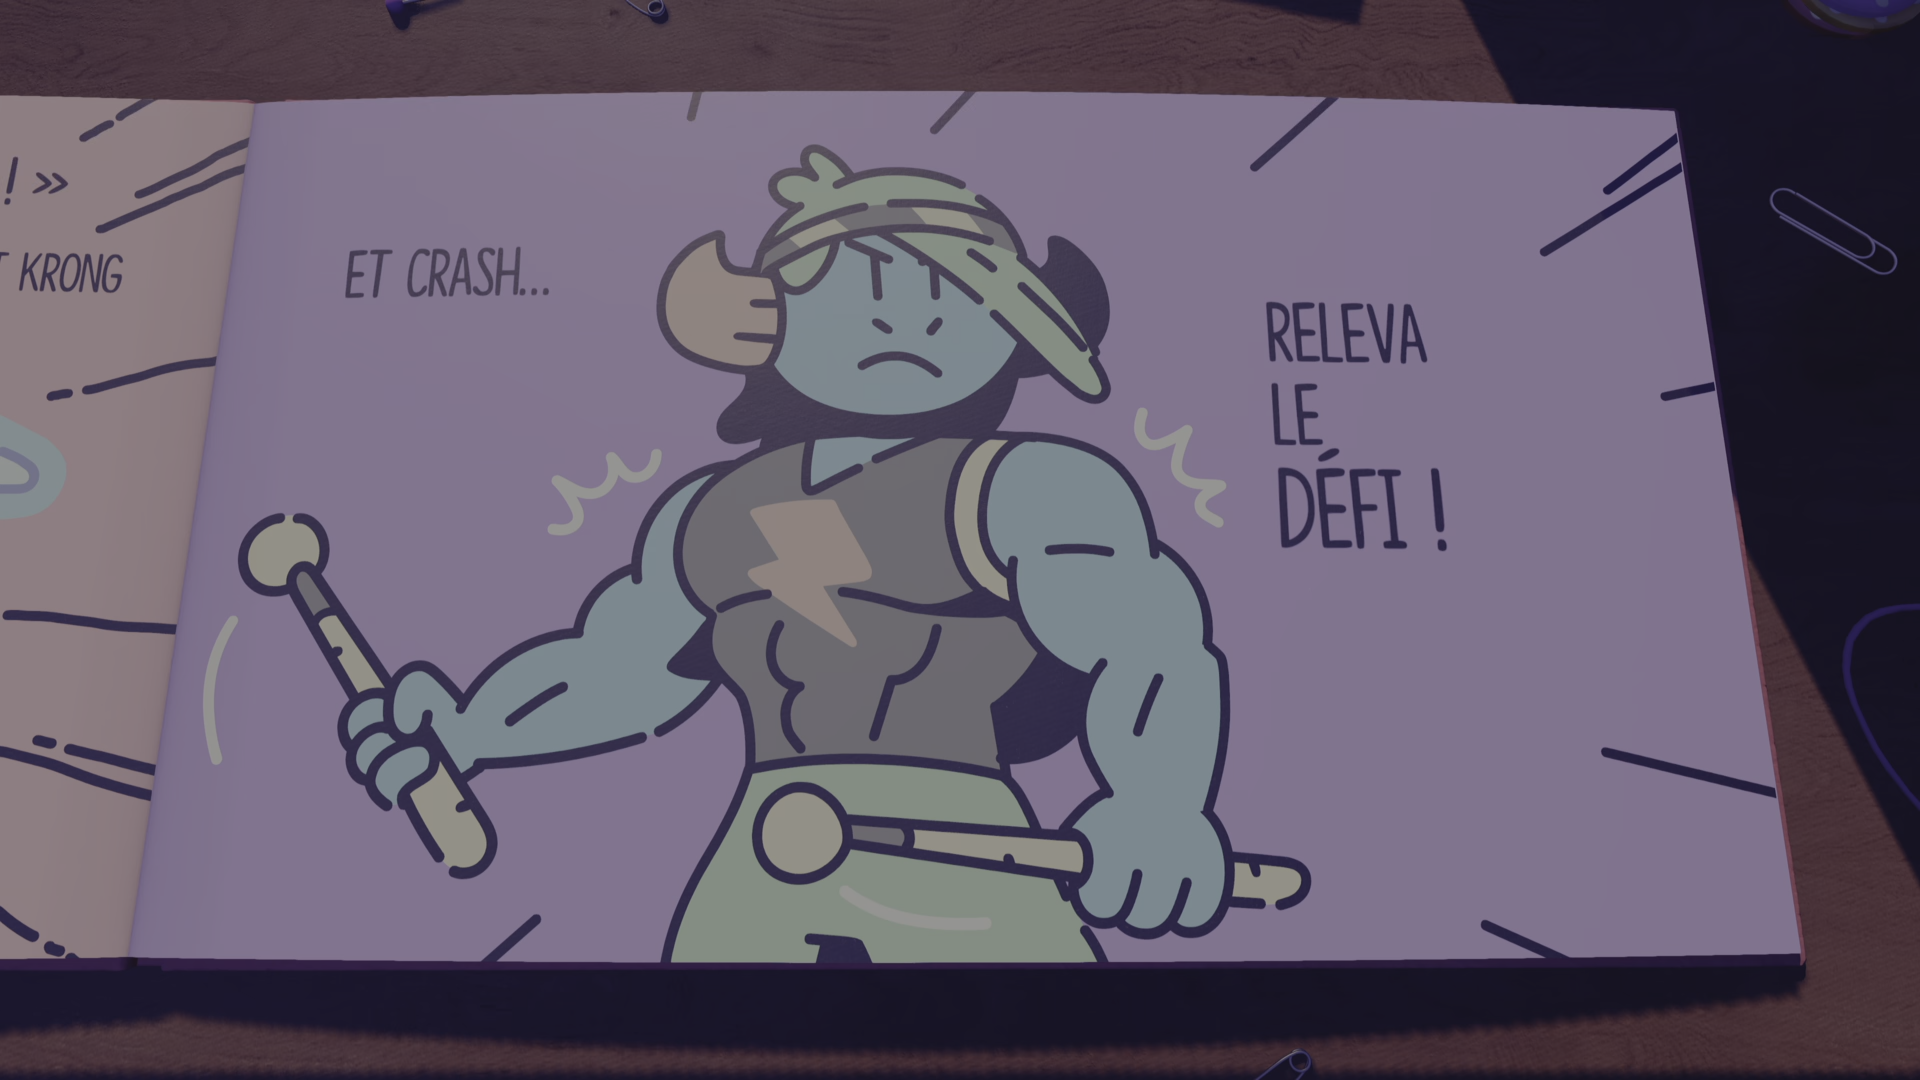 ! »
T KRONG
ET CRASH...
RELEVA
LE
DÉFI !